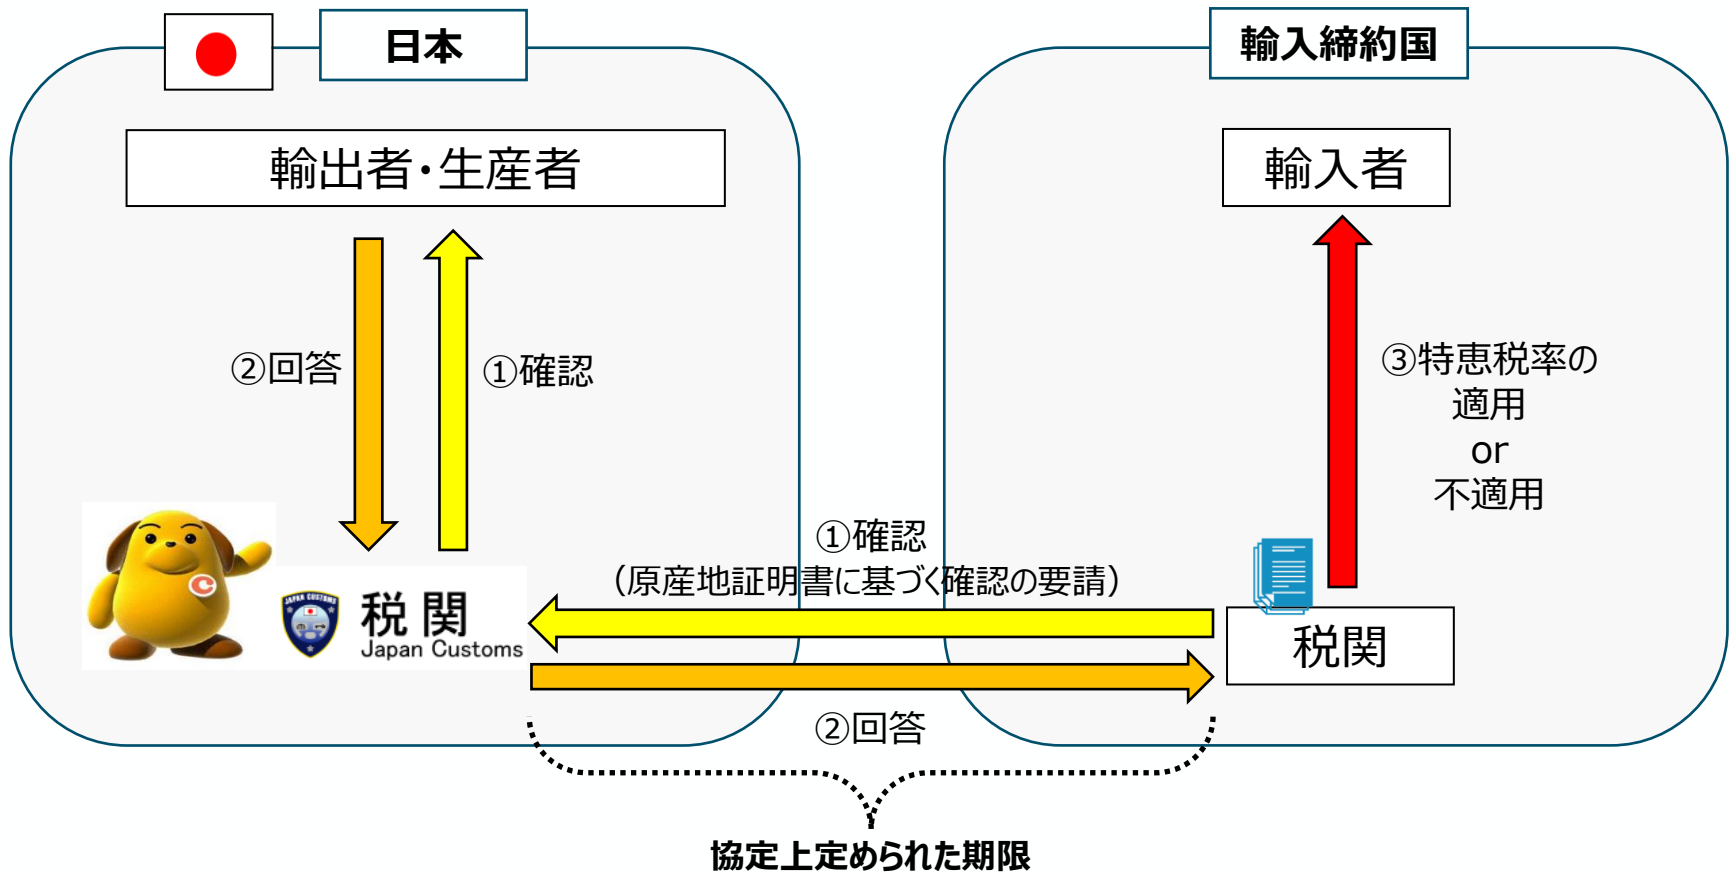 日本
輸入締約国
輸出者・生産者
輸入者
②回答
①確認
③特恵税率の
適用
or
不適用
①確認
（原産地証明書に基づく確認の要請）
JAPAN CUSTOMS
税関
Japan Customs
税関
②回答
協定上定められた期限